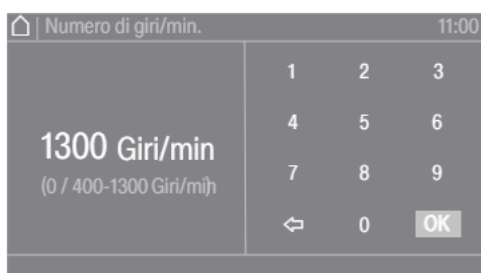 Numero di giri/min. 11:00
1300 Giri/min
(0 / 400-1300 Giri/min)
1 2 3
4 5 6
7 8 9
0 OK